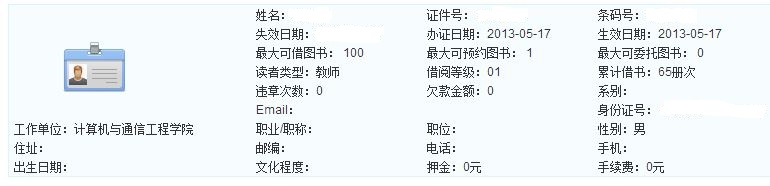 姓名： 证件号： 条码号：
失效日期： 办证日期：2013-05-17 生效日期：2013-05-17
最大可借图书： 100 最大可预约图书： 1 最大可委托图书： 0
读者类型：教师 借阅等级：01 累计借书：65册次
违章次数：0 欠款金额：0 系别：
Email： 身份证号：
工作单位：计算机与通信工程学院 职业/职称： 职位： 性别：男
住址： 邮编： 电话： 手机：
出生日期： 文化程度： 押金：0元 手续费：0元